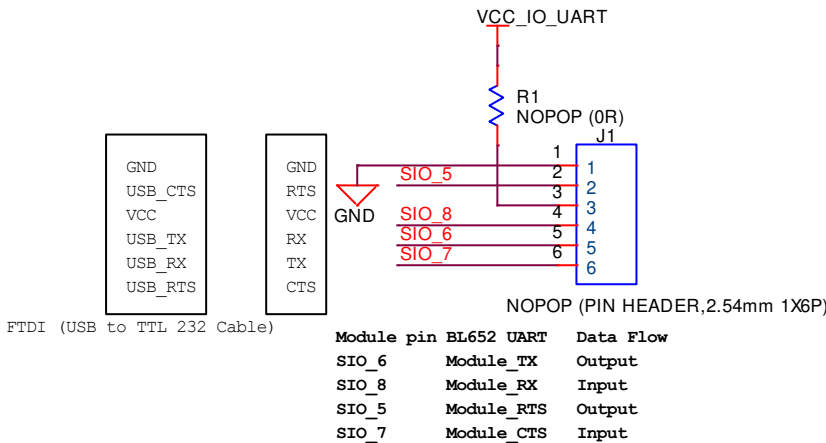 VCC_IO_UART
R1
NOPOP (0R)
J1
1
2
3
4
5
6
1
2
3
4
5
6
SIO_5
GND
SIO_8
SIO_6
SIO_7
GND
USB_CTS
VCC
USB_TX
USB_RX
USB_RTS
GND
RTS
VCC
RX
TX
CTS
NOPOP (PIN HEADER,2.54mm 1X6P)
FTDI (USB to TTL 232 Cable)
Module pin BL652 UART Data Flow
SIO_6 Module_TX Output
SIO_8 Module_RX Input
SIO_5 Module_RTS Output
SIO_7 Module_CTS Input